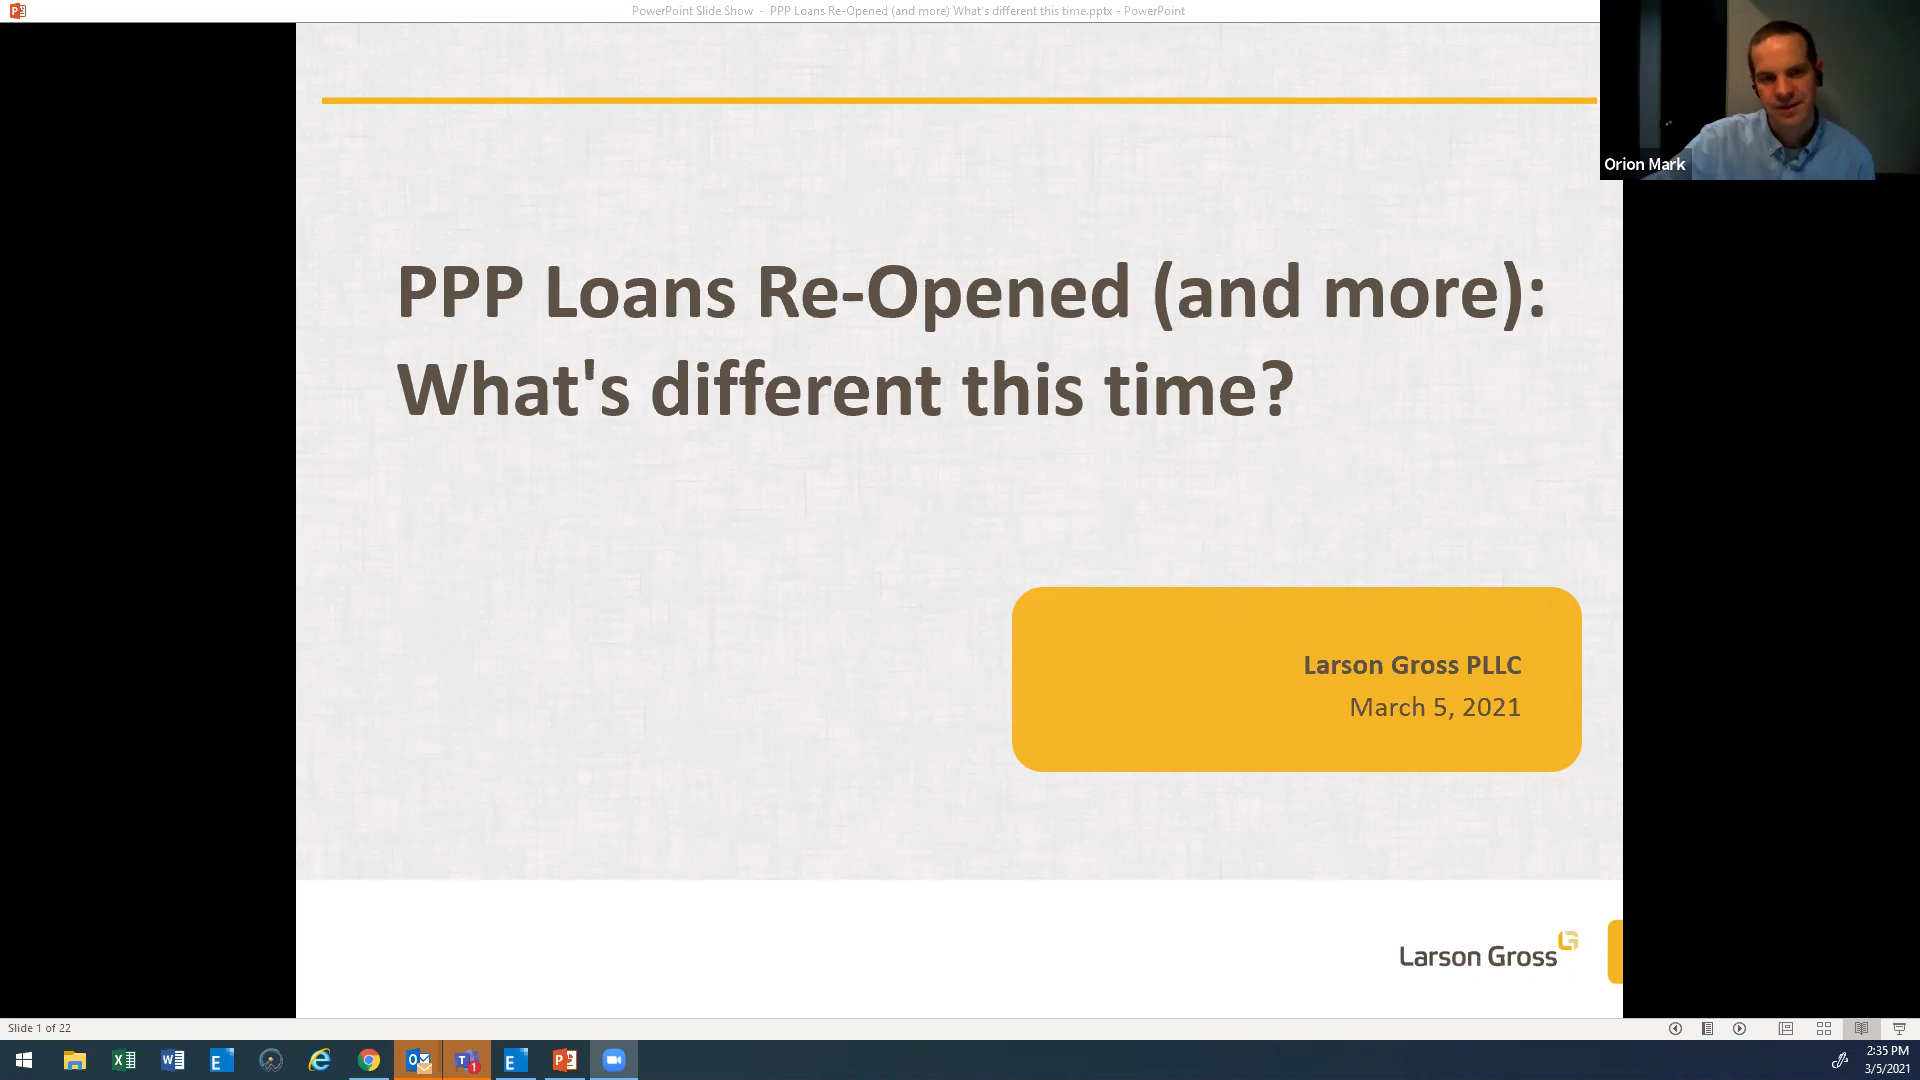 PowerPoint Slide Show - PPP Loans Re-Opened (and more) What's different this time.pptx - PowerPoint
Orion Mark
PPP Loans Re-Opened (and more):
What's different this time?
Larson Gross PLLC
March 5, 2021
Larson Gross
Slide 1 of 22
2:35 PM
3/5/2021